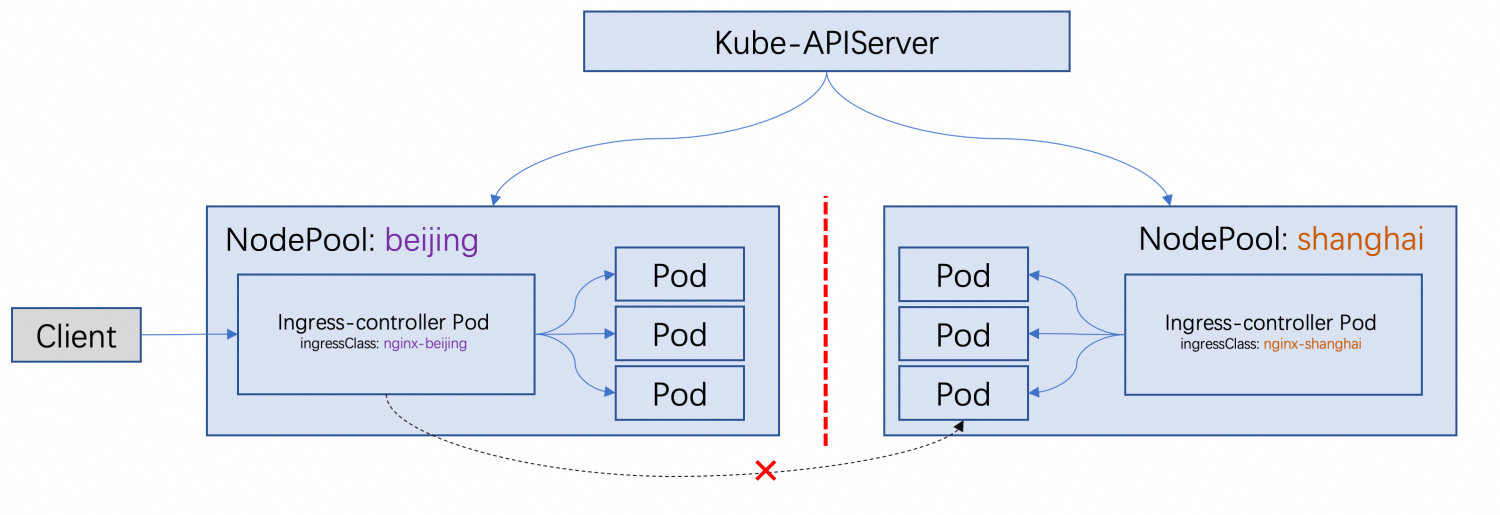 Kube-APIServer
NodePool: beijing
Ingress-controller Pod
ingressClass: nginx-beijing
Pod
Pod
Pod
Client
NodePool: shanghai
Pod
Pod
Pod
Ingress-controller Pod
ingressClass: nginx-shanghai